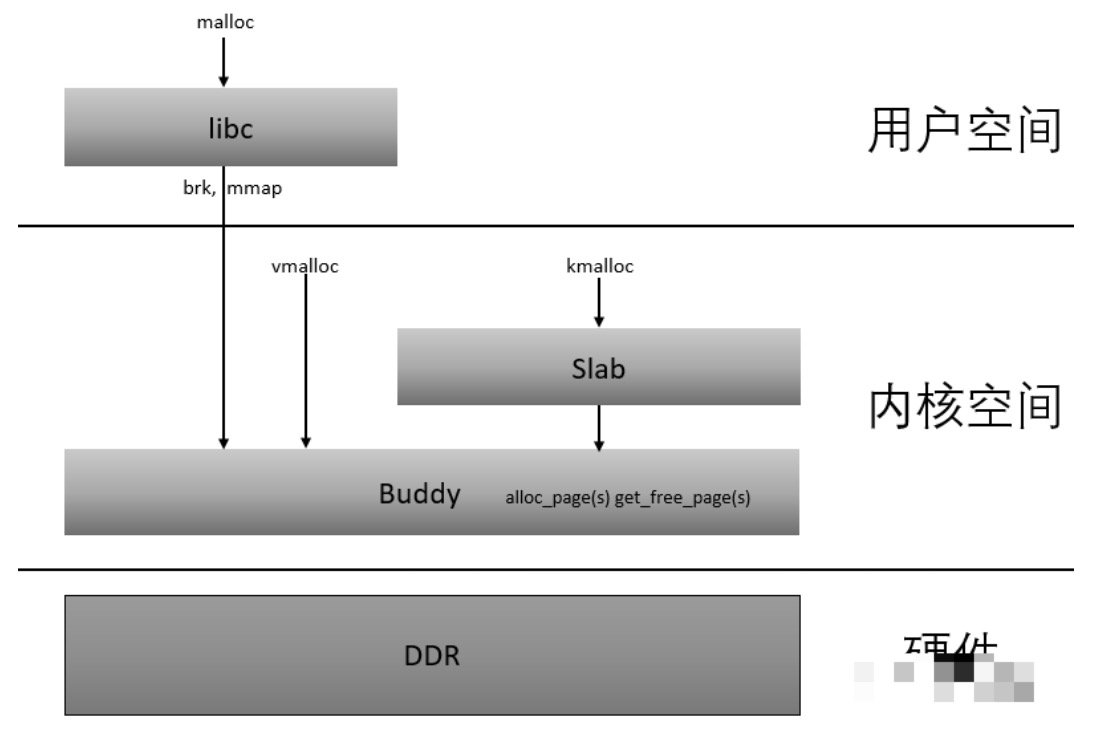 malloc
libc
用户空间
brk, mmap
vmalloc
kmalloc
Slab
内核空间
Buddy
alloc_page(s) get_free_page(s)
DDR
硬件